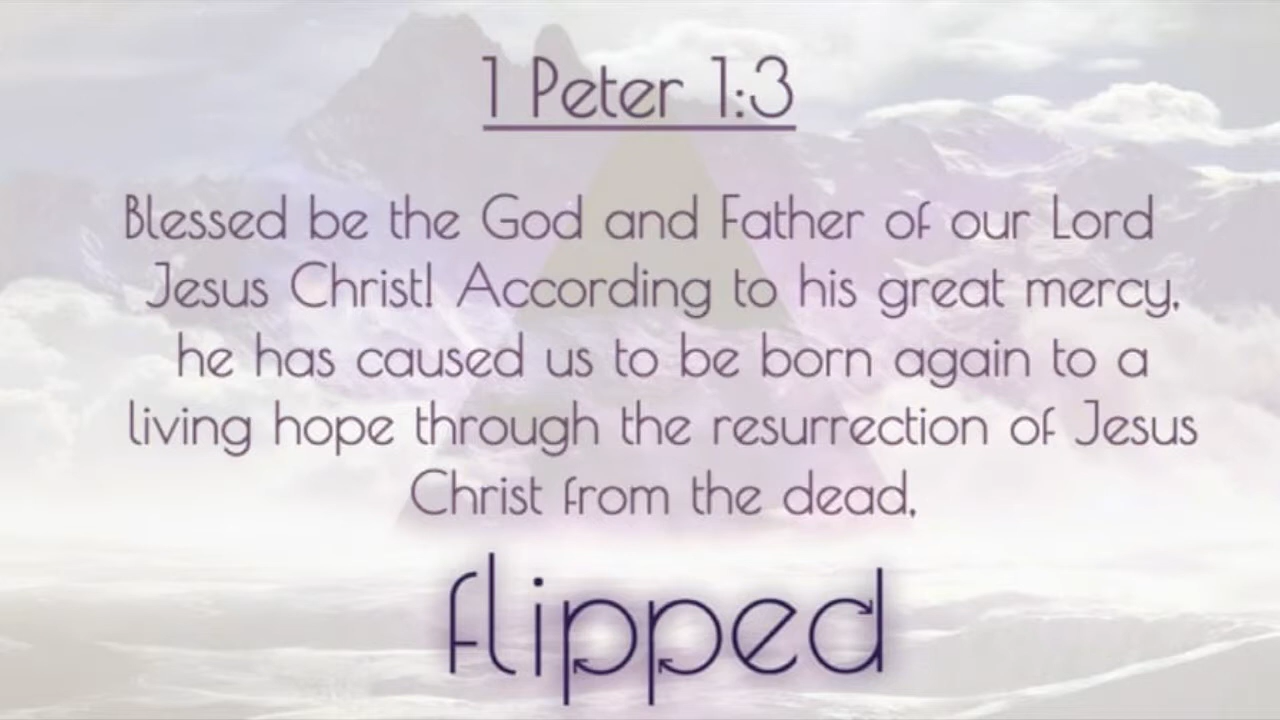 1 Peter 1:3
Blessed be the God and Father of our Lord
Jesus Christ! According to his great mercy,
he has caused us to be born again to a
living hope through the resurrection of Jesus
Christ from the dead,
flipped